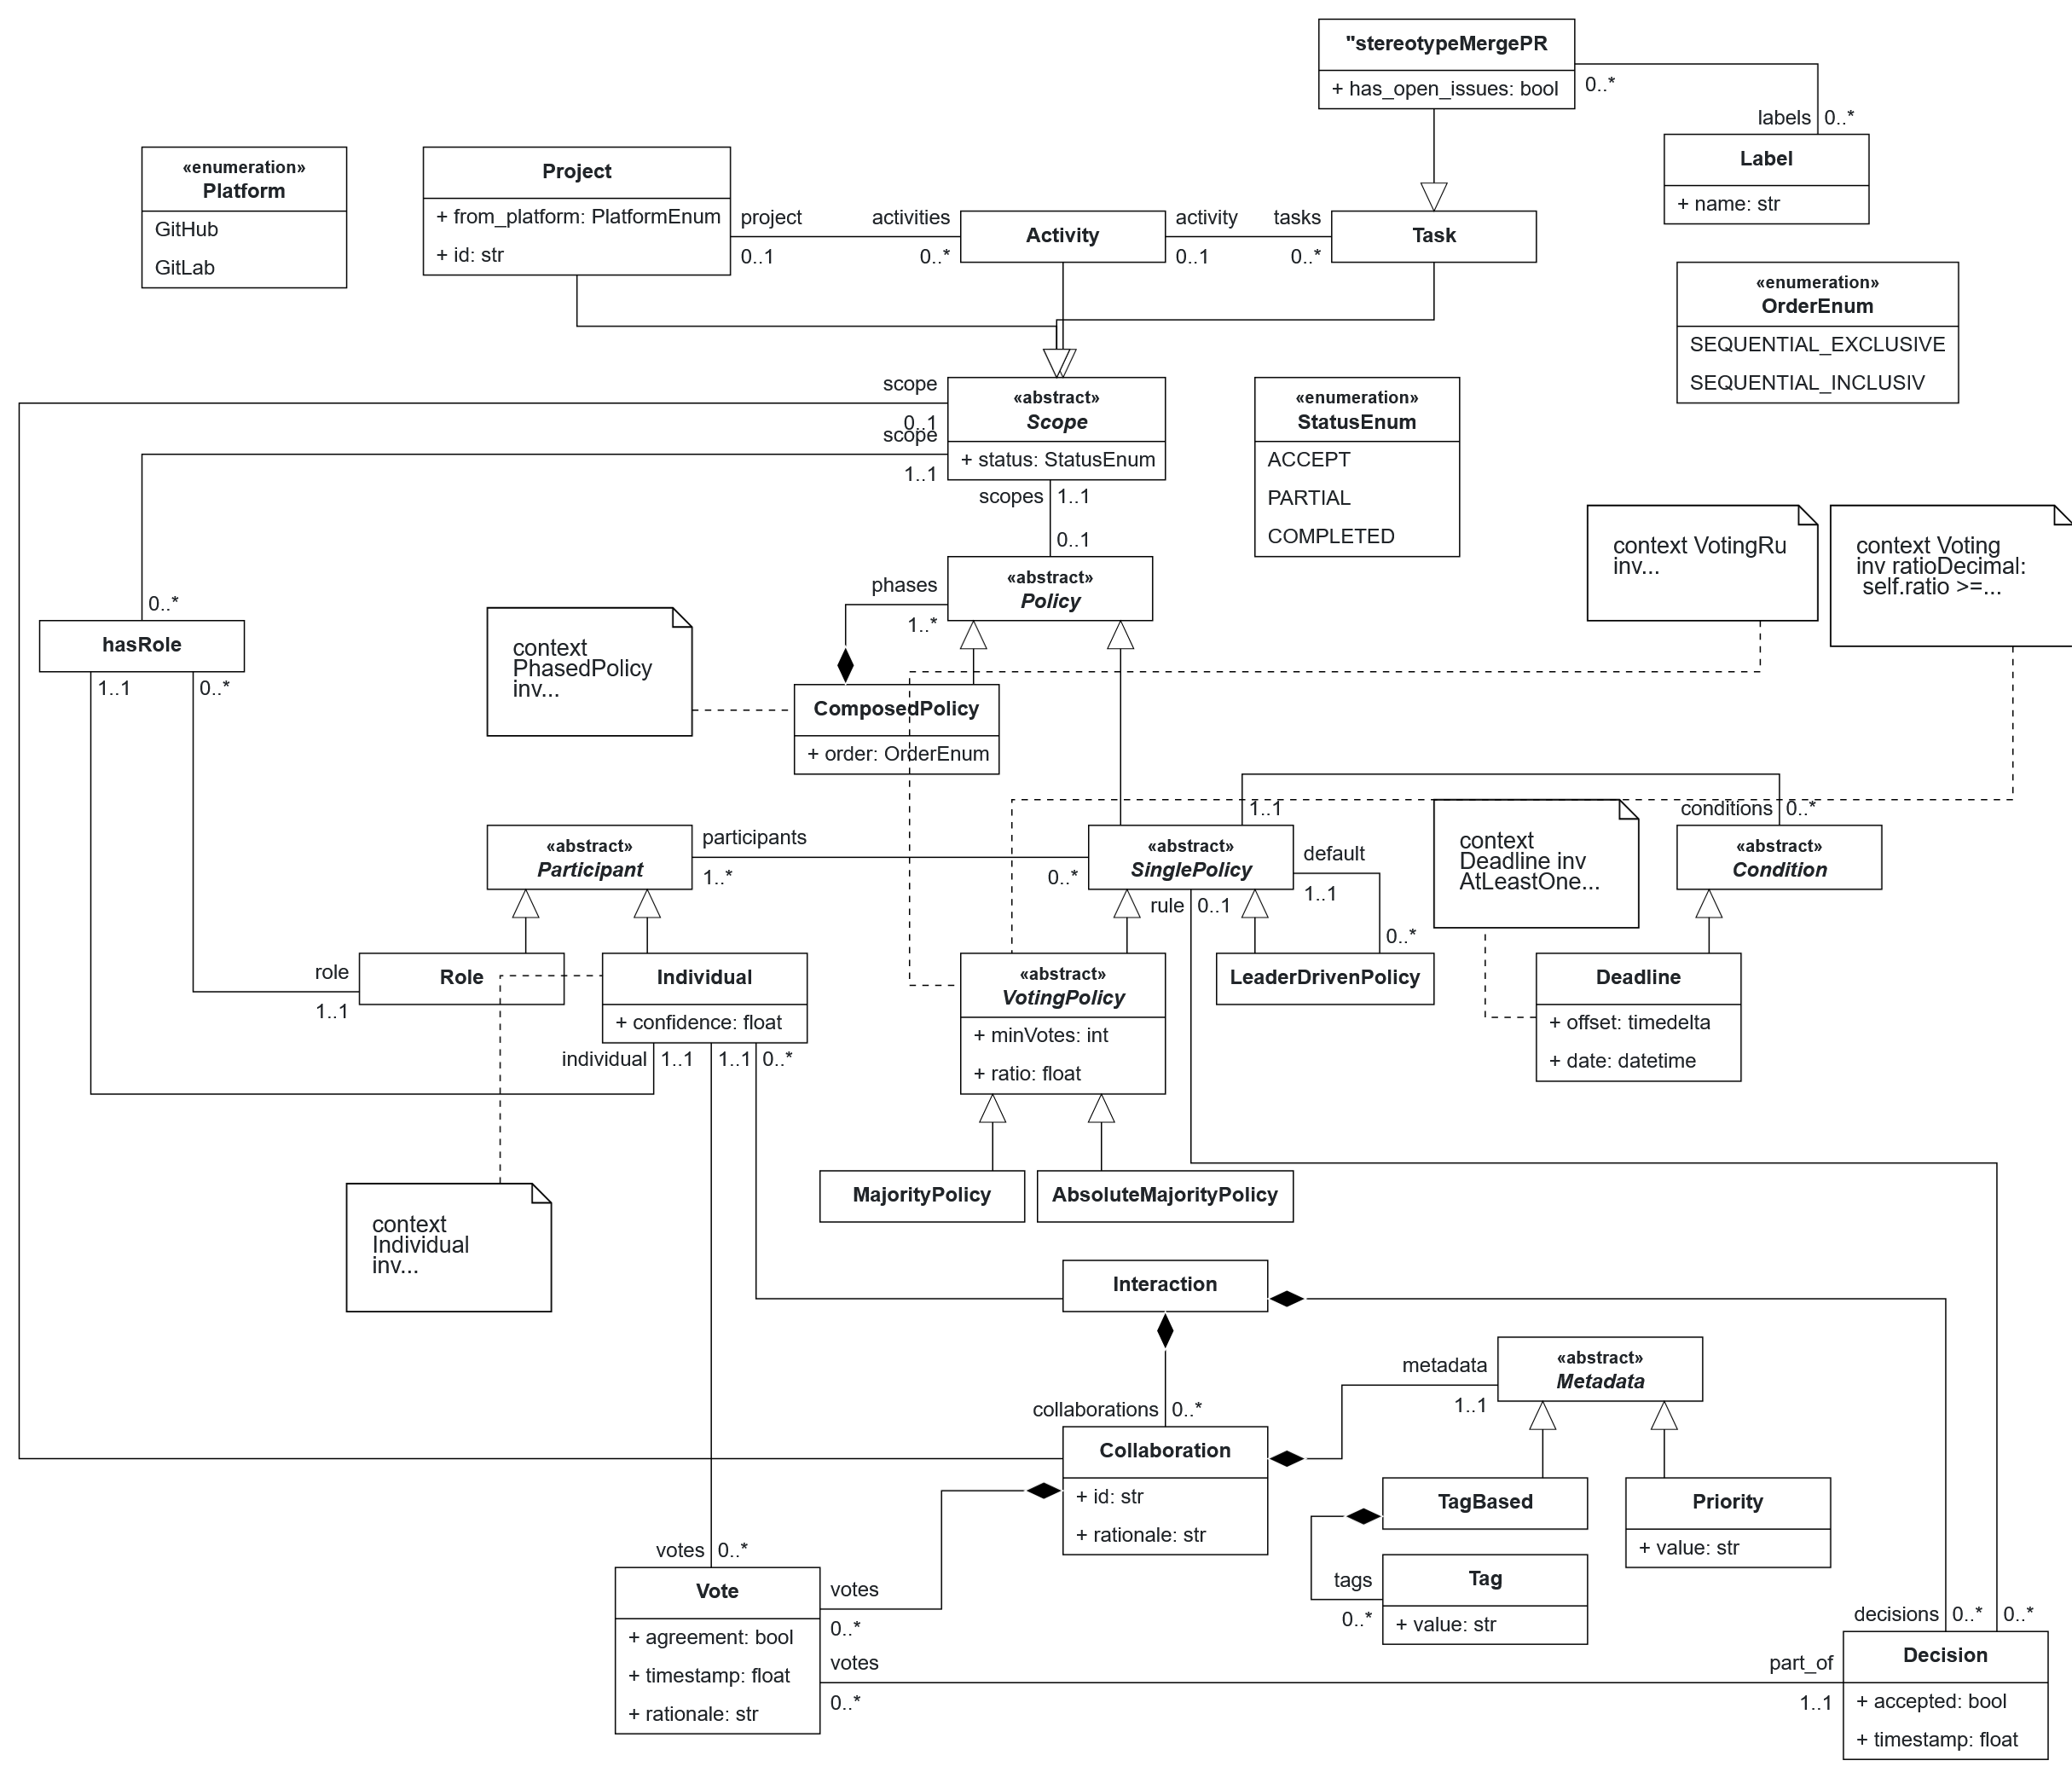 "stereotypeMergePR
+ has_open_issues: bool
0..*
labels 0..*
Label
+ name: str
«enumeration»
Platform
GitHub
GitLab
Project
+ from_platform: PlatformEnum
+ id: str
project
0..1
activities
0..*
Activity
activity
0..1
tasks
0..*
Task
«enumeration»
OrderEnum
SEQUENTIAL_EXCLUSIVE
SEQUENTIAL_INCLUSIV
scope
0..1
scope
1..1
«abstract»
Scope
+ status: StatusEnum
scopes 1..1
0..1
«enumeration»
StatusEnum
ACCEPT
PARTIAL
COMPLETED
context VotingRu
inv...
context Voting
inv ratioDecimal:
self.ratio >=...
phases
1..*
«abstract»
Policy
0..*
hasRole
1..1
0..*
context
PhasedPolicy
inv...
ComposedPolicy
+ order: OrderEnum
1..1
conditions 0..*
«abstract»
Participant
participants
1..*
0..*
«abstract»
SinglePolicy
default
1..1
rule 0..1
0..*
context
Deadline inv
AtLeastOne...
«abstract»
Condition
role
1..1
Role
Individual
+ confidence: float
individual 1..1
1..1
0..*
«abstract»
VotingPolicy
+ minVotes: int
+ ratio: float
LeaderDrivenPolicy
Deadline
+ offset: timedelta
+ date: datetime
MajorityPolicy
AbsoluteMajorityPolicy
context
Individual
inv...
Interaction
collaborations 0..*
metadata
1..1
«abstract»
Metadata
Collaboration
+ id: str
+ rationale: str
TagBased
Priority
+ value: str
tags
0..*
Tag
+ value: str
votes 0..*
Vote
+ agreement: bool
+ timestamp: float
+ rationale: str
votes
0..*
votes
0..*
part_of
1..1
decisions 0..*
0..*
Decision
+ accepted: bool
+ timestamp: float